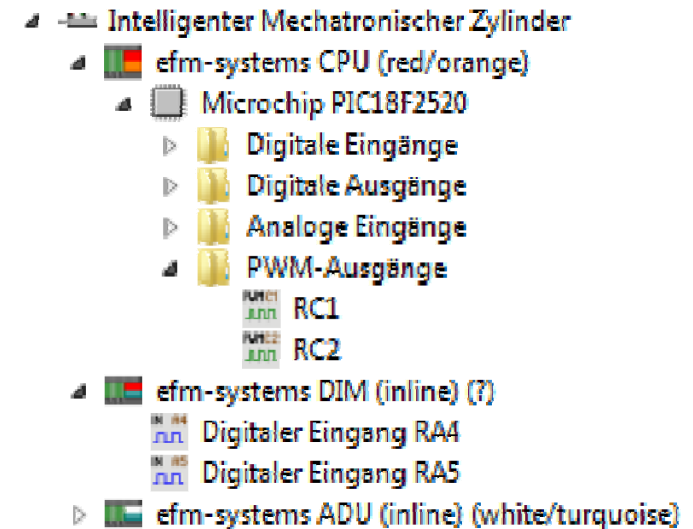 Intelligenter Mechatronischer Zylinder
efm-systems CPU (red/orange)
Microchip PIC18F2520
Digitale Eingänge
Digitale Ausgänge
Analoge Eingänge
PWM-Ausgänge
RC1
RC2
efm-systems DIM (inline) (?)
Digitaler Eingang RA4
Digitaler Eingang RA5
efm-systems ADU (inline) (white/turquoise)